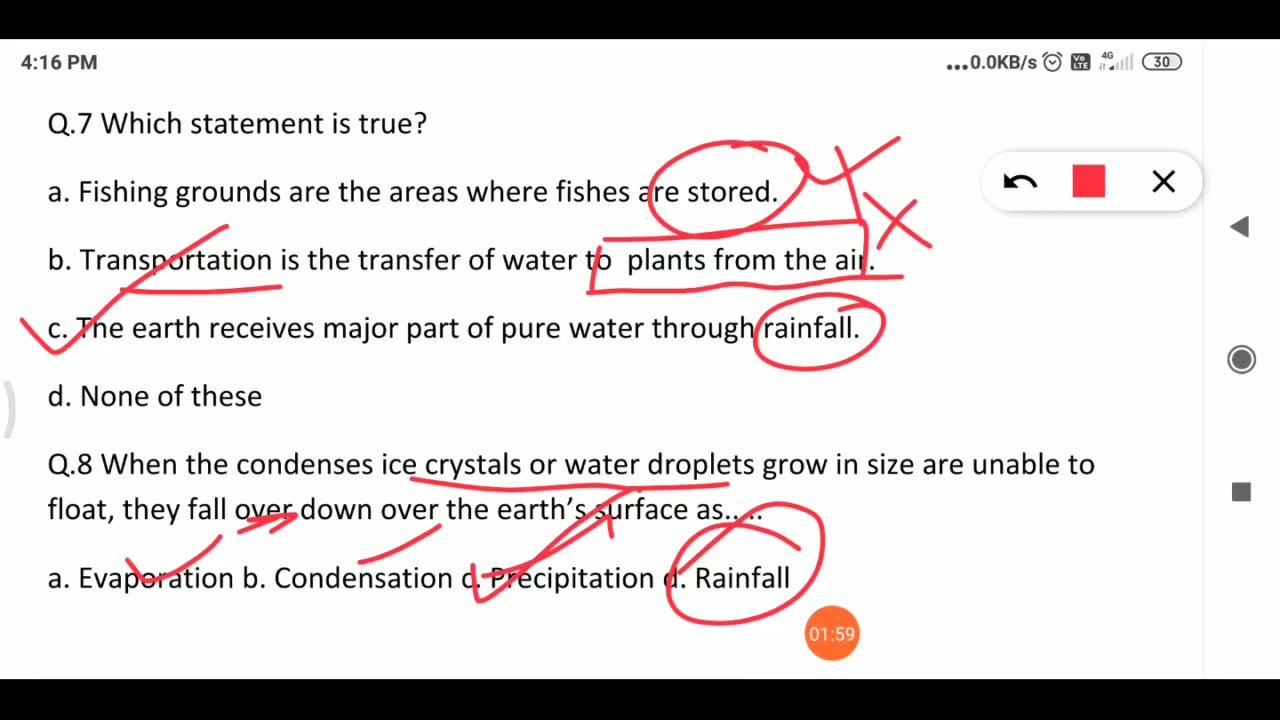 4:16 PM
...0.0KB/s Vo LTE 4G 30
Q.7 Which statement is true?
a. Fishing grounds are the areas where fishes are stored.
b. Transportation is the transfer of water to plants from the air.
c. The earth receives major part of pure water through rainfall.
d. None of these
Q.8 When the condenses ice crystals or water droplets grow in size are unable to
float, they fall over down over the earth's surface as.....
a. Evaporation b. Condensation c. Precipitation d. Rainfall
01:59